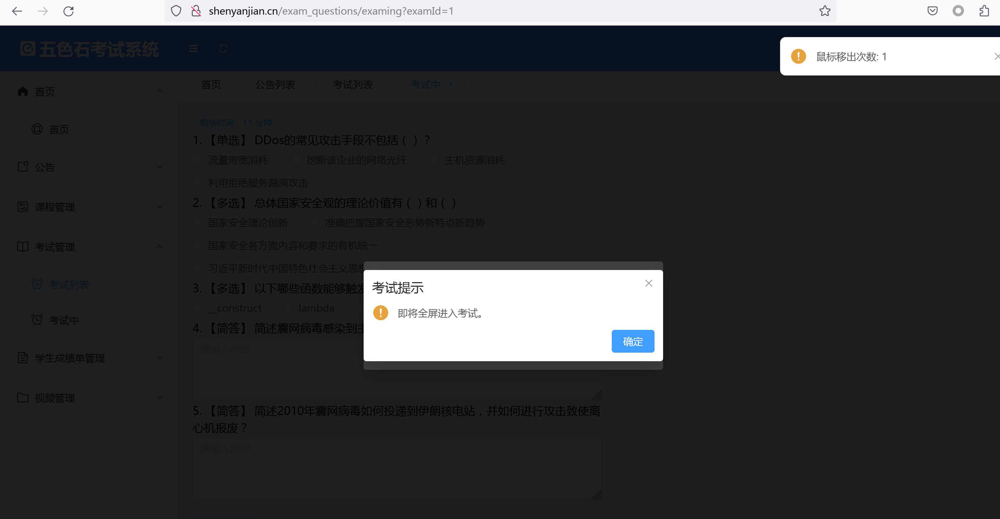 shenyanjian.cn/exam_questions/examing?examId=1
五色石考试系统
鼠标移出次数: 1
首页
公告列表
考试列表
考试中
首页
首页
公告
课程管理
考试管理
考试列表
考试中
学生成绩单管理
视频管理
剩余时间：11 分钟
1. 【单选】 DDos的常见攻击手段不包括（ ）？
流量带宽消耗 挖断该企业的网络光纤 主机资源消耗
利用拒绝服务漏洞攻击
2. 【多选】 总体国家安全观的理论价值有（ ）和（ ）
国家安全理论创新 准确把握国家安全形势新特点新趋势
国家安全各方面内容和要求的有机统一
习近平新时代中国特色社会主义思想
3. 【多选】 以下哪些函数能够触发
__construct lambda
4. 【简答】 简述震网病毒感染到主
请输入内容
考试提示
即将全屏进入考试。
确定
5. 【简答】 简述2010年震网病毒如何投递到伊朗核电站，并如何进行攻击致使离
心机报废？
请输入内容